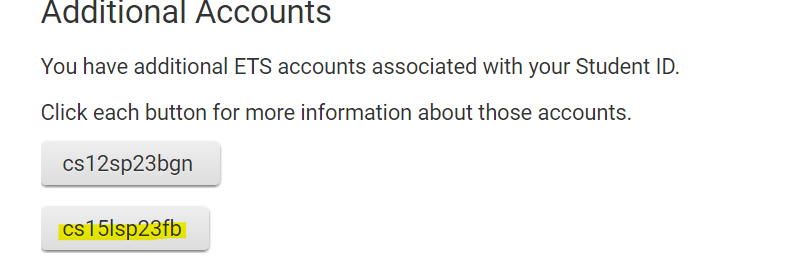 Additional Accounts
You have additional ETS accounts associated with your Student ID.
Click each button for more information about those accounts.
cs12sp23bgn
cs15lsp23fb